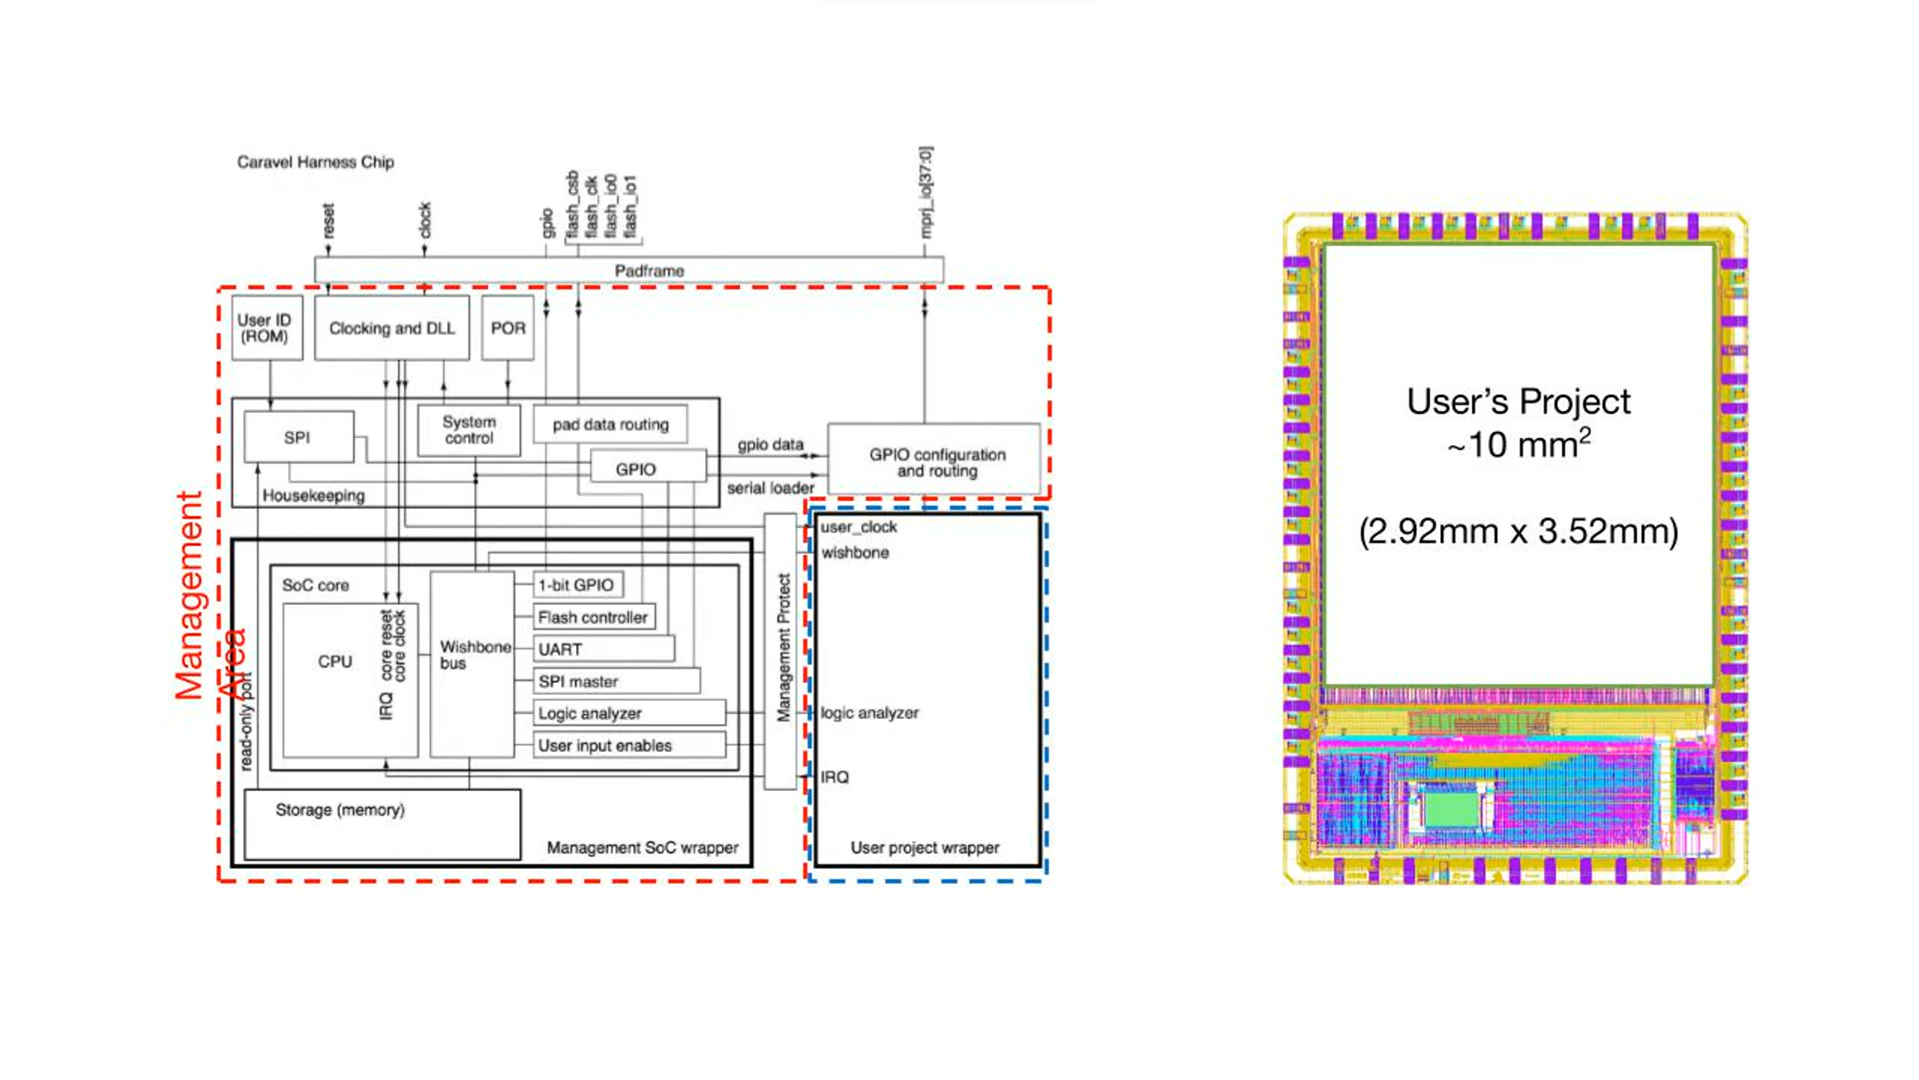 Caravel Harness Chip
reset
clock
gpio
flash_csb
flash_clk
flash_io0
flash_io1
mprj_io[37:0]
Padframe
User ID
(ROM)
Clocking and DLL
POR
SPI
System
control
pad data routing
GPIO
Housekeeping
gpio data
serial loader
GPIO configuration
and routing
Management
Area
read-only port
SoC core
CPU
IRQ
core reset
core clock
Wishbone
bus
1-bit GPIO
Flash controller
UART
SPI master
Logic analyzer
User input enables
Storage (memory)
Management SoC wrapper
Management Protect
user_clock
wishbone
logic analyzer
IRQ
User project wrapper
User’s Project
~10 mm²
(2.92mm x 3.52mm)